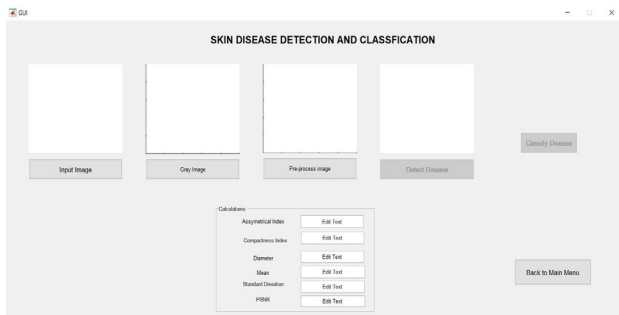 GUI
SKIN DISEASE DETECTION AND CLASSFICATION
Input Image
Gray Image
Pre-process image
Detect Disease
Classify Disease
Calculations
Assymetrical Index Edit Text
Compactness Index Edit Text
Diameter Edit Text
Mean Edit Text
Standard Deviation Edit Text
PSNR Edit Text
Back to Main Menu